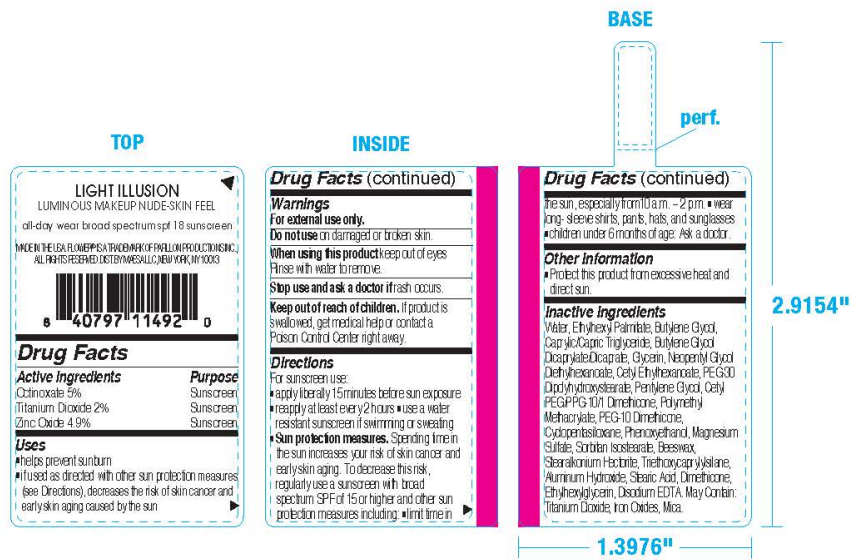 BASE
perf.
TOP
INSIDE
LIGHT ILLUSION
LUMINOUS MAKEUP NUDE-SKIN FEEL
all-day wear broad spectrum spf 18 sunscreen
MADE IN THE USA. FLOWER® IS A TRADEMARK OF PAPILLON PRODUCTIONS INC.,
ALL RIGHTS RESERVED. DIST. BY MAESA LLC, NEW YORK, NY 10013
6 40797 11492 0
Drug Facts
Active Ingredients Purpose
Octinoxate 5% Sunscreen
Titanium Dioxide 2% Sunscreen
Zinc Oxide 4.9% Sunscreen
Uses
▪helps prevent sunburn
▪if used as directed with other sun protection measures
(see Directions), decreases the risk of skin cancer and
early skin aging caused by the sun
Drug Facts (continued)
Warnings
For external use only.
Do not use on damaged or broken skin.
When using this product keep out of eyes
Rinse with water to remove.
Stop use and ask a doctor if rash occurs.
Keep out of reach of children. If product is
swallowed, get medical help or contact a
Poison Control Center right away.
Directions
For sunscreen use:
▪apply liberally 15 minutes before sun exposure
▪reapply at least every 2 hours ▪use a water
resistant sunscreen if swimming or sweating
▪Sun protection measures. Spending time in
the sun increases your risk of skin cancer and
early skin aging. To decrease this risk,
regularly use a sunscreen with broad
spectrum SPF of 15 or higher and other sun
protection measures including: ▪limit time in
Drug Facts (continued)
the sun, especially from 10 a.m. – 2 p.m. ▪wear
long- sleeve shirts, pants, hats, and sunglasses
▪children under 6 months of age: Ask a doctor.
Other information
▪Protect this product from excessive heat and
direct sun.
Inactive ingredients
Water, Ethylhexyl Palmitate, Butylene Glycol,
Caprylic/Capric Triglyceride, Butylene Glycol
Dicaprylate/Dicaprate, Glycerin, Neopentyl Glycol
Diethylhexanoate, Cetyl Ethylhexanoate, PEG-30
Dipolyhydroxystearate, Pentylene Glycol, Cetyl
PEG/PPG-10/1 Dimethicone, Polymethyl
Methacrylate, PEG-10 Dimethicone,
Cyclopentasiloxane, Phenoxyethanol, Magnesium
Sulfate, Sorbitan Isostearate, Beeswax,
Stearalkonium Hectorite, Triethoxycaprylylsilane,
Aluminum Hydroxide, Stearic Acid, Dimethicone,
Ethylhexylglycerin, Disodium EDTA. May Contain:
Titanium Dioxide, Iron Oxides, Mica.
2.9154"
1.3976"